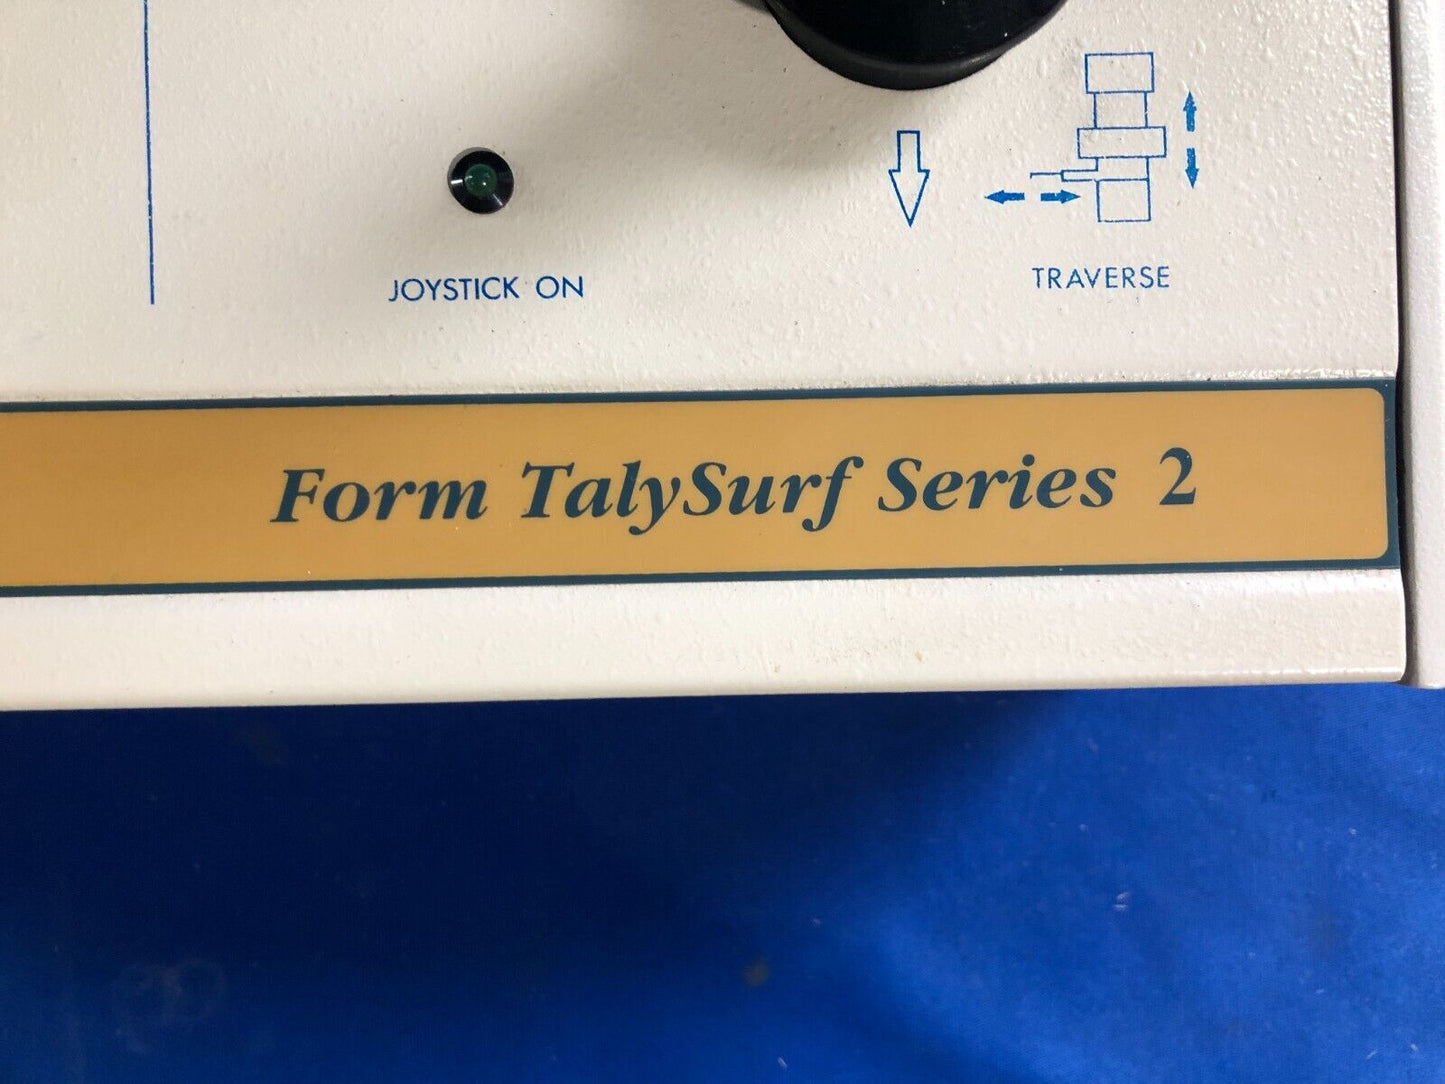 JOYSTICK ON
TRAVERSE
Form TalySurf Series 2